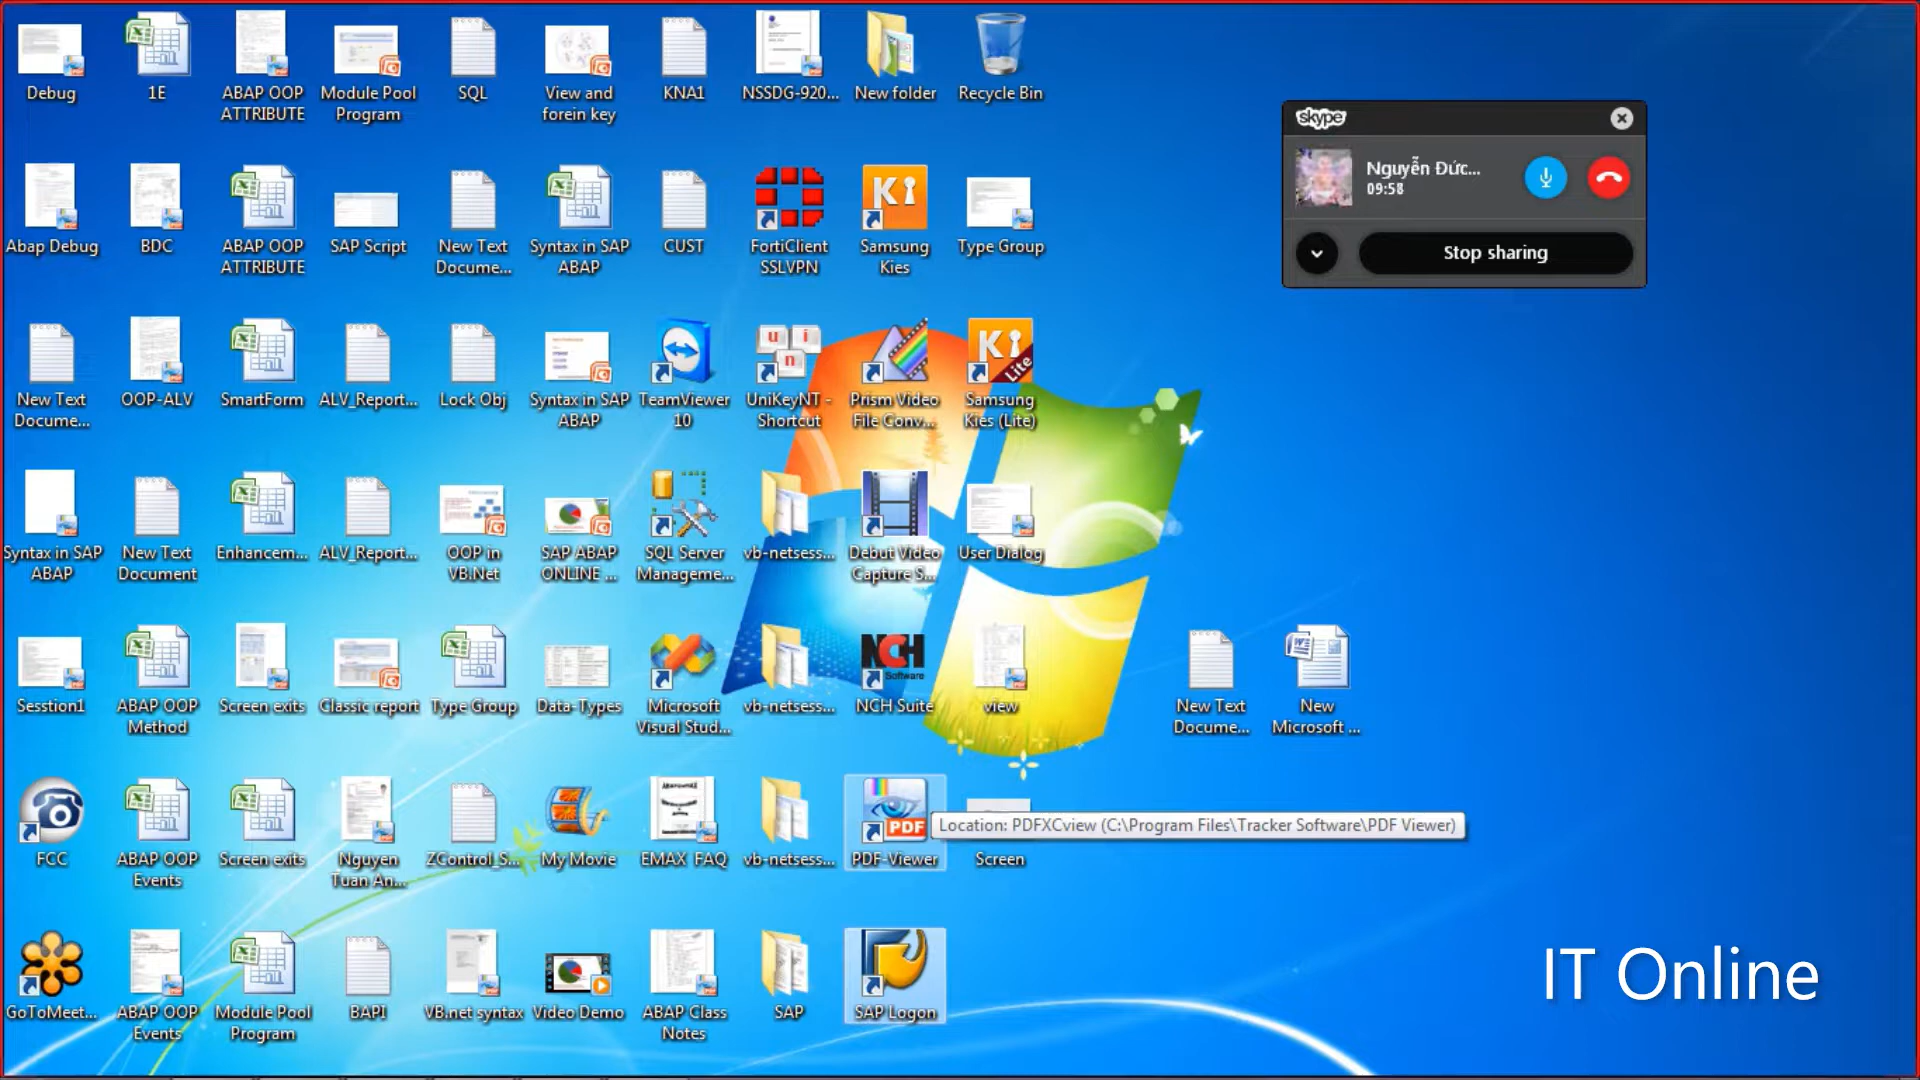 Debug
1E
ABAP OOP
ATTRIBUTE
Module Pool
Program
SQL
View and
forein key
KNA1
NSSDG-920...
New folder
Recycle Bin
skype
Nguyễn Đức...
09:58
Stop sharing
Abap Debug
BDC
ABAP OOP
ATTRIBUTE
SAP Script
New Text
Docume...
Syntax in SAP
ABAP
CUST
FortiClient
SSLVPN
Ki
Samsung
Kies
Type Group
New Text
Docume...
OOP-ALV
SmartForm
ALV_Report...
Lock Obj
Syntax in SAP
ABAP
TeamViewer
10
u i
n
UniKeyNT -
Shortcut
Prism Video
File Conv...
Ki
Lite
Samsung
Kies (Lite)
Syntax in SAP
ABAP
New Text
Document
Enhancem...
ALV_Report...
OOP in
VB.Net
SAP ABAP
ONLINE ...
SQL Server
Manageme...
vb-netsess...
Debut Video
Capture S...
User Dialog
Sesstion1
ABAP OOP
Method
Screen exits
Classic report
Type Group
Data-Types
Microsoft
Visual Stud...
vb-netsess...
NCH
Software
NCH Suite
view
New Text
Docume...
New
Microsoft ...
FCC
ABAP OOP
Events
Screen exits
Nguyen
Tuan An...
ZControl_S...
My Movie
EMAX FAQ
vb-netsess...
PDF
PDF-Viewer
Location: PDFXCview (C:\Program Files\Tracker Software\PDF Viewer)
Screen
GoToMeet...
ABAP OOP
Events
Module Pool
Program
BAPI
VB.net syntax
Video Demo
ABAP Class
Notes
SAP
SAP Logon
IT Online